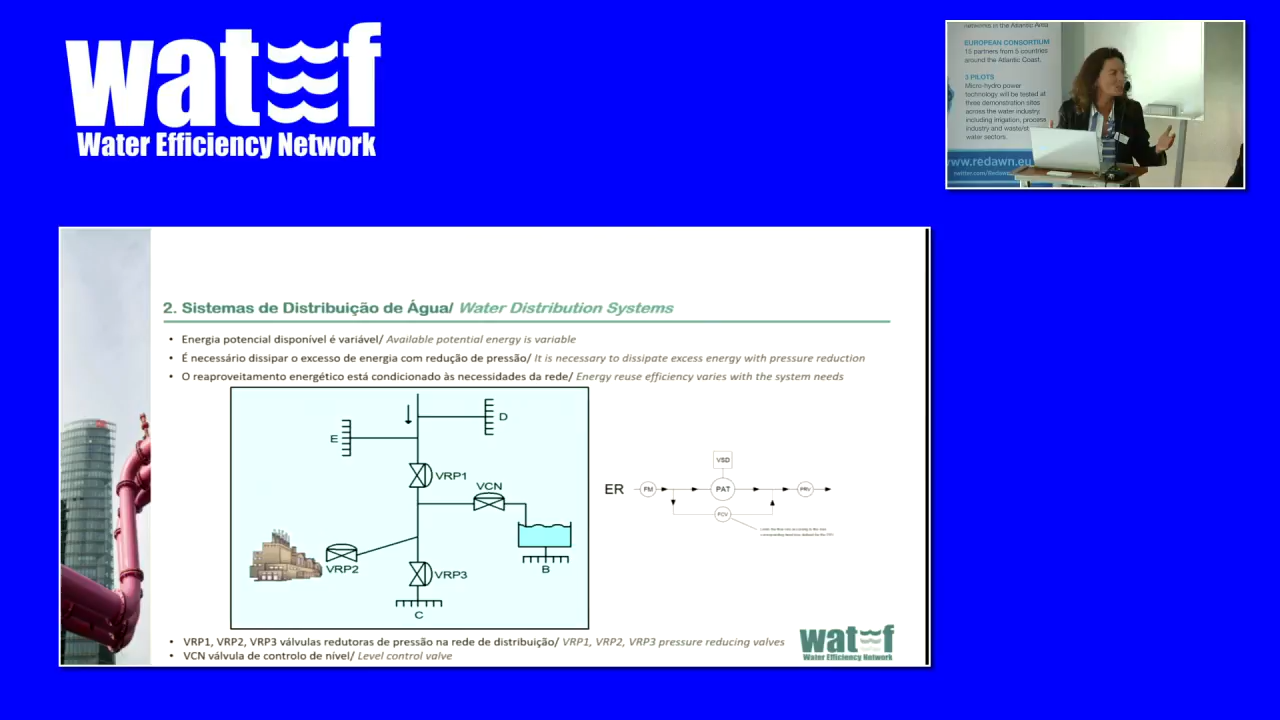 wat f
Water Efficiency Network
networks in the Atlantic Area
EUROPEAN CONSORTIUM
15 partners from 5 countries
around the Atlantic Coast.
3 PILOTS
Micro-hydro power
technology will be tested at
three demonstration sites
across the water industry,
including irrigation, process
industry and waste/
water sectors.
www.redawn.eu
2. Sistemas de Distribuição de Água/ Water Distribution Systems
• Energia potencial disponível é variável/ Available potential energy is variable
• É necessário dissipar o excesso de energia com redução de pressão/ It is necessary to dissipate excess energy with pressure reduction
• O reaproveitamento energético está condicionado às necessidades da rede/ Energy reuse efficiency varies with the system needs
D
E
VRP1
VCN
VRP2
B
VRP3
C
VSD
ER
FM
PAT
PRV
FCV
• VRP1, VRP2, VRP3 válvulas redutoras de pressão na rede de distribuição/ VRP1, VRP2, VRP3 pressure reducing valves
• VCN válvula de controlo de nível/ Level control valve
wat f
Water Efficiency Network